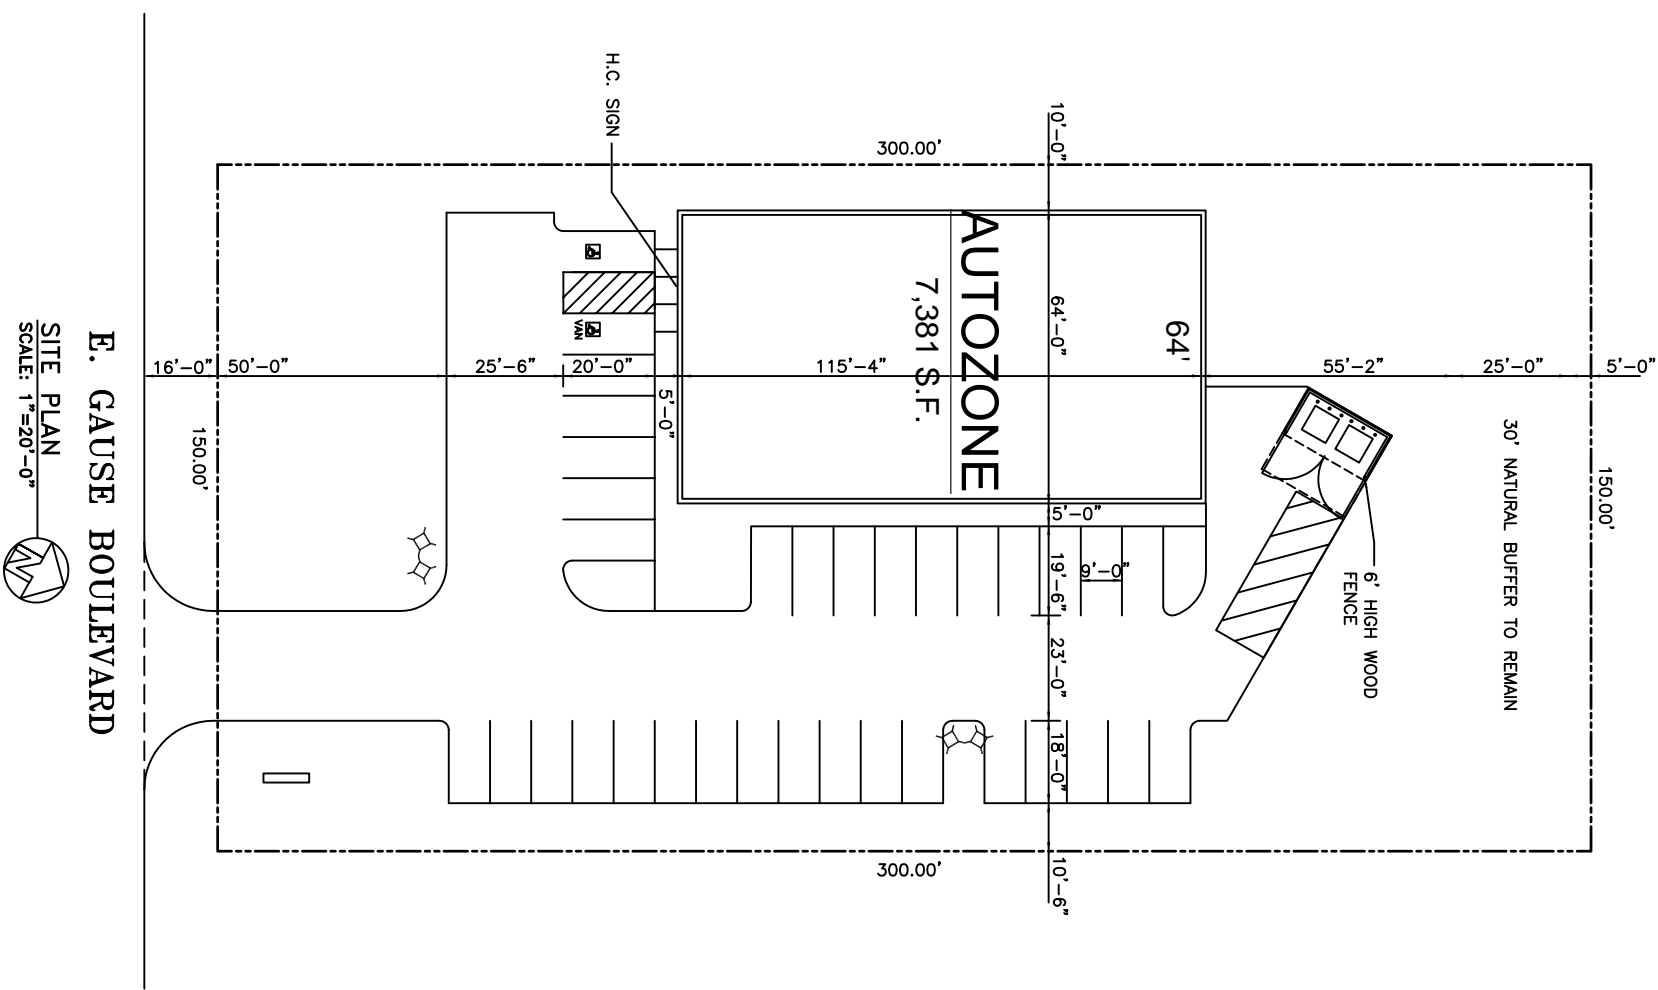 H.C. SIGN
300.00'
10'-0"
AUTOZONE
7,381 S.F.
64'
64'-0"
VAN
16'-0"
50'-0"
25'-6"
20'-0"
115'-4"
55'-2"
25'-0"
5'-0"
5'-0"
150.00'
30' NATURAL BUFFER TO REMAIN
150.00'
5'-0"
19'-6"
9'-0"
6' HIGH WOOD
FENCE
23'-0"
18'-0"
300.00'
10'-6"
E. GAUSE BOULEVARD
SITE PLAN
SCALE: 1"=20'-0"
N